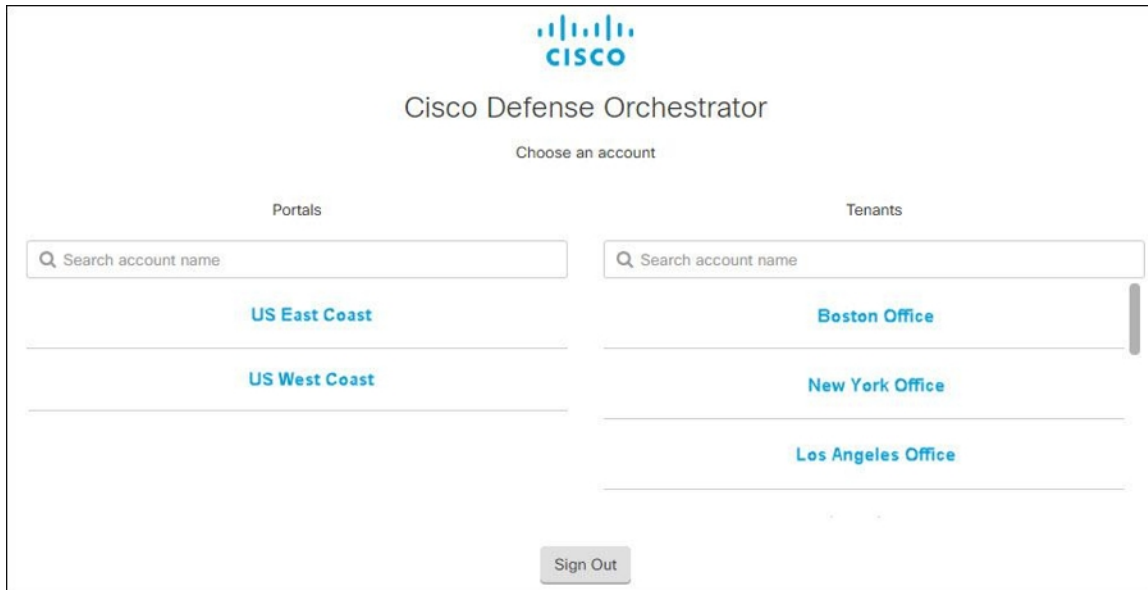 CISCO
Cisco Defense Orchestrator
Choose an account
Portals
Tenants
Search account name
Search account name
US East Coast
Boston Office
US West Coast
New York Office
Los Angeles Office
Sign Out